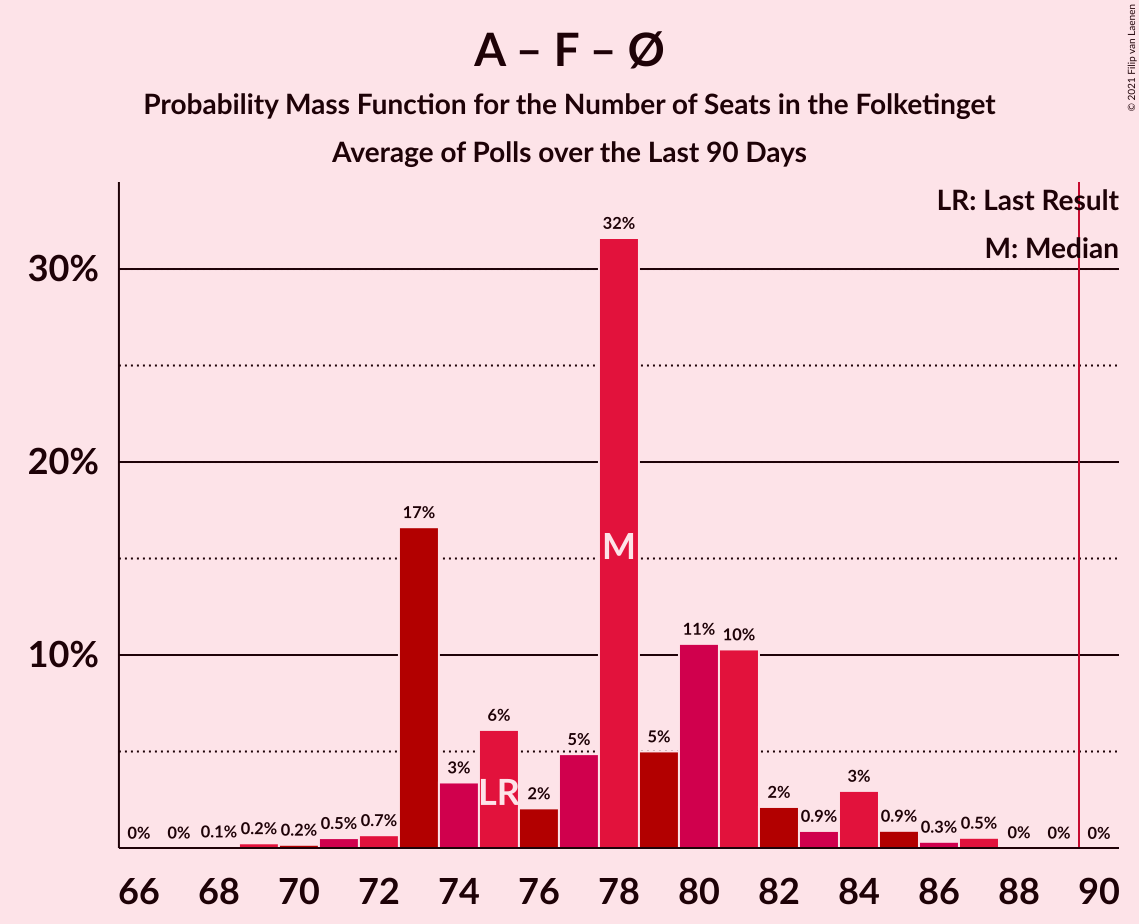 A – F – Ø
Probability Mass Function for the Number of Seats in the Folketinget
Average of Polls over the Last 90 Days
© 2021 Filip van Laenen
LR: Last Result
M: Median
30%
20%
10%
0% 0% 0.1% 0.2% 0.2% 0.5% 0.7% 17% 3% 6% 2% 5% 32% 5% 11% 10% 2% 0.9% 3% 0.9% 0.3% 0.5% 0% 0% 0%
M
LR
66 68 70 72 74 76 78 80 82 84 86 88 90